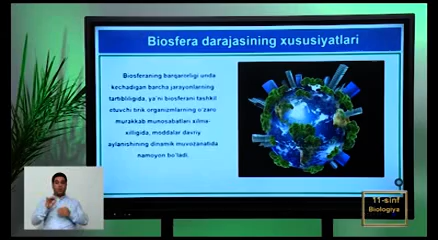 Biosfera darajasining xususiyatlari
Biosferaning barqarorligi unda
kechadigan barcha jarayonlarning
tartibliligida, ya'ni biosferani tashkil
etuvchi tirik organizmlarning o'zaro
murakkab munosabatlari xilma-
xilligida, moddalar davriy
aylanishining dinamik muvozanatida
namoyon bo'ladi.
11-sinf
Biologiya